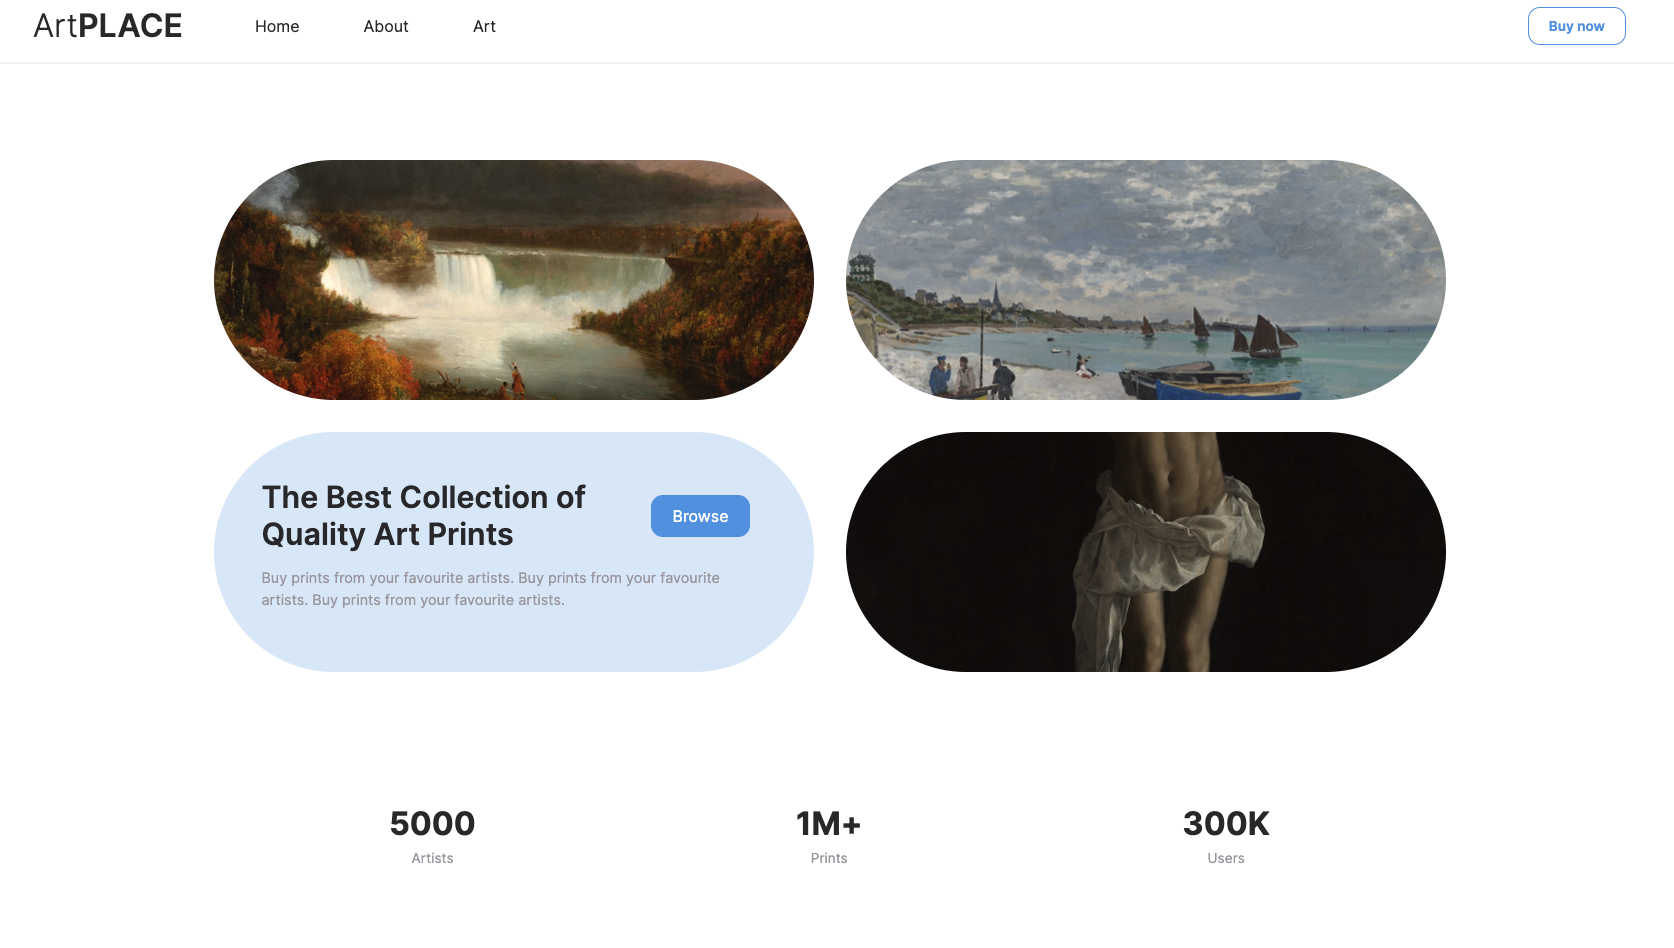 ArtPLACE
Home
About
Art
Buy now
The Best Collection of
Quality Art Prints
Browse
Buy prints from your favourite artists. Buy prints from your favourite
artists. Buy prints from your favourite artists.
5000
Artists
1M+
Prints
300K
Users